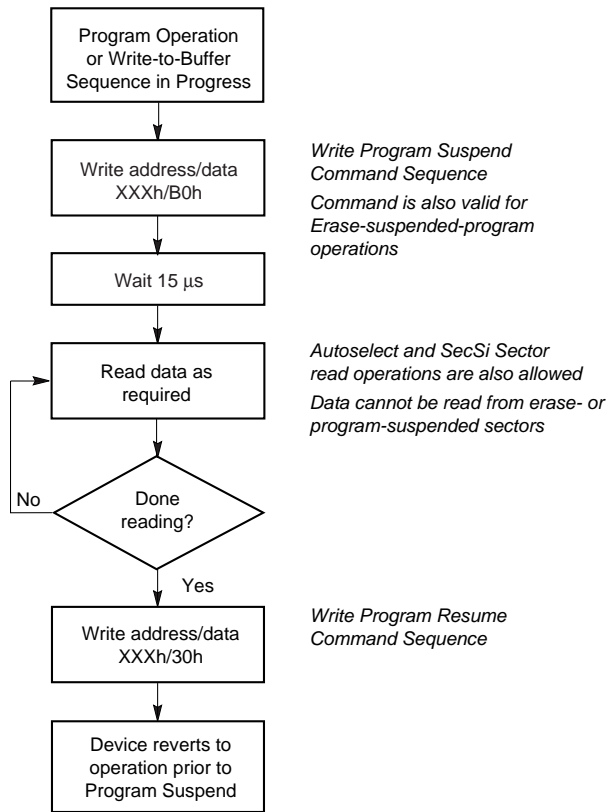 Program Operation
or Write-to-Buffer
Sequence in Progress
Write address/data
XXXh/B0h
Write Program Suspend
Command Sequence
Command is also valid for
Erase-suspended-program
operations
Wait 15 μs
Read data as
required
Autoselect and SecSi Sector
read operations are also allowed
Data cannot be read from erase- or
program-suspended sectors
No
Done
reading?
Yes
Write address/data
XXXh/30h
Write Program Resume
Command Sequence
Device reverts to
operation prior to
Program Suspend